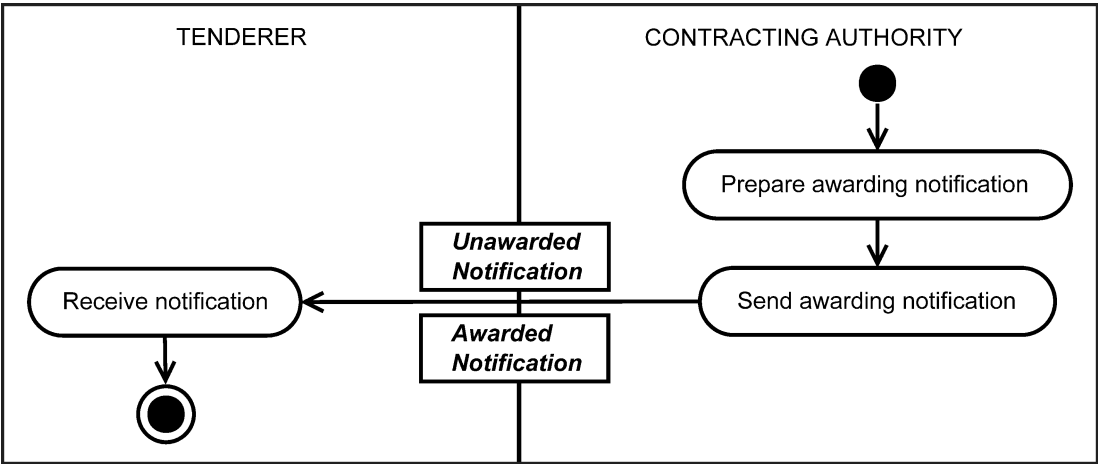 TENDERER
CONTRACTING AUTHORITY
Prepare awarding notification
Unawarded
Notification
Receive notification
Send awarding notification
Awarded
Notification